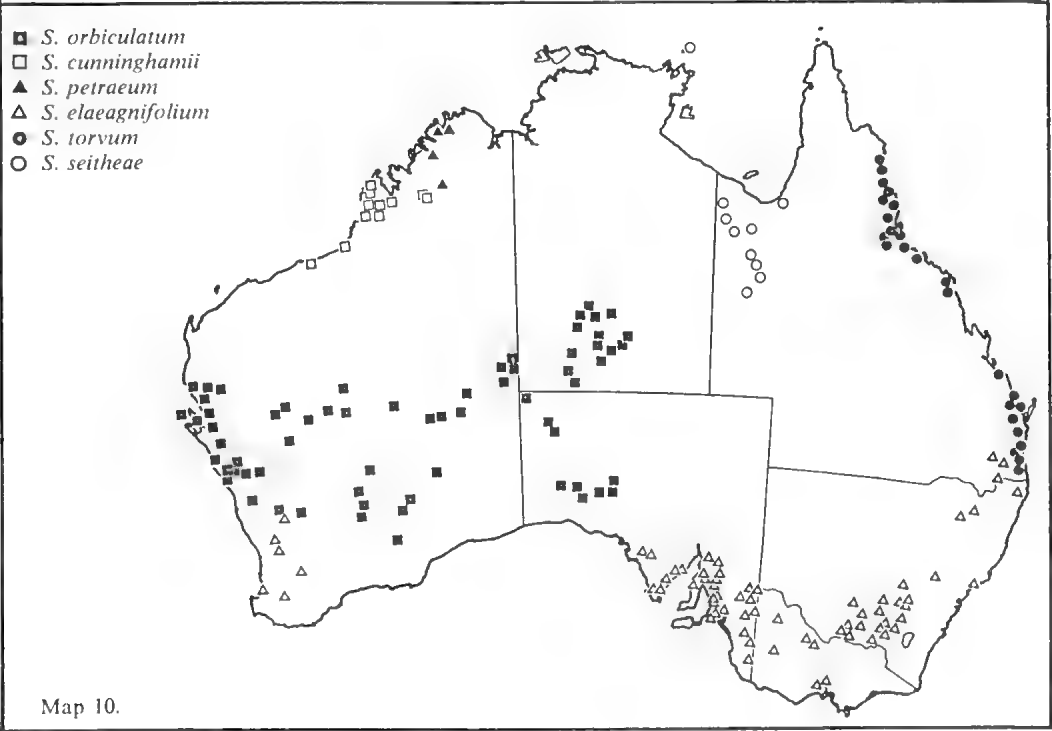 S. orbiculatum
S. cunninghamii
S. petraeum
S. elaeagnifolium
S. torvum
S. seitheae
Map 10.